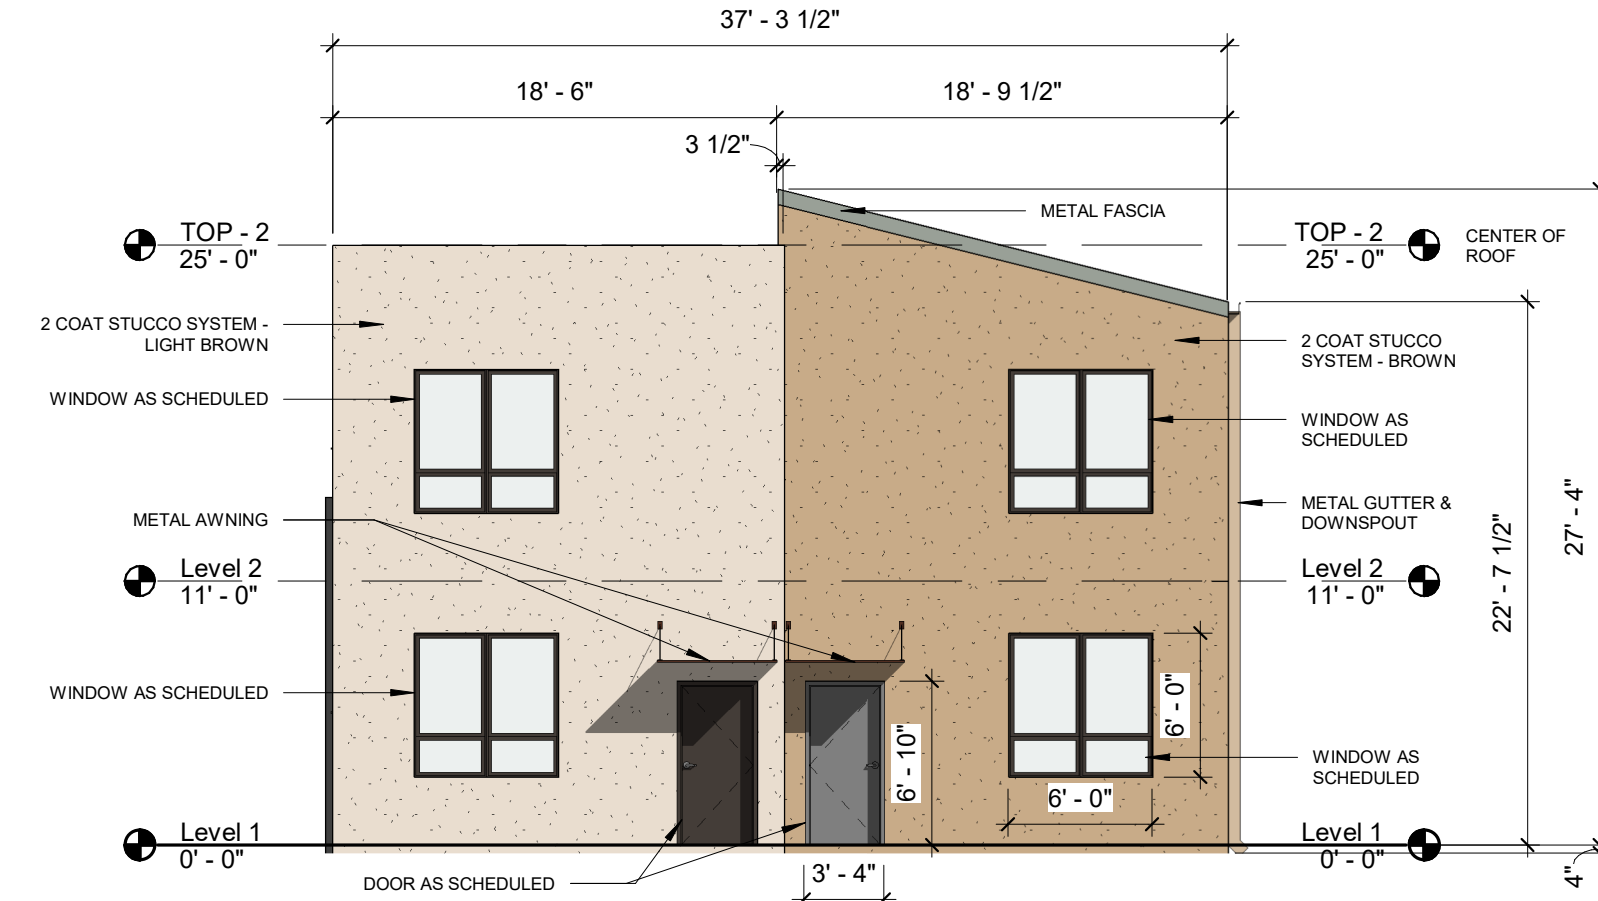 37' - 3 1/2"
18' - 6"
18' - 9 1/2"
3 1/2"
METAL FASCIA
TOP - 2
25' - 0"
TOP - 2
25' - 0"
CENTER OF
ROOF
2 COAT STUCCO SYSTEM -
LIGHT BROWN
2 COAT STUCCO
SYSTEM - BROWN
WINDOW AS SCHEDULED
WINDOW AS
SCHEDULED
METAL AWNING
METAL GUTTER &
DOWNSPOUT
27' - 4"
22' - 7 1/2"
Level 2
11' - 0"
Level 2
11' - 0"
WINDOW AS SCHEDULED
6' - 0"
6' - 10"
6' - 0"
WINDOW AS
SCHEDULED
Level 1
0' - 0"
Level 1
0' - 0"
4"
DOOR AS SCHEDULED
3' - 4"